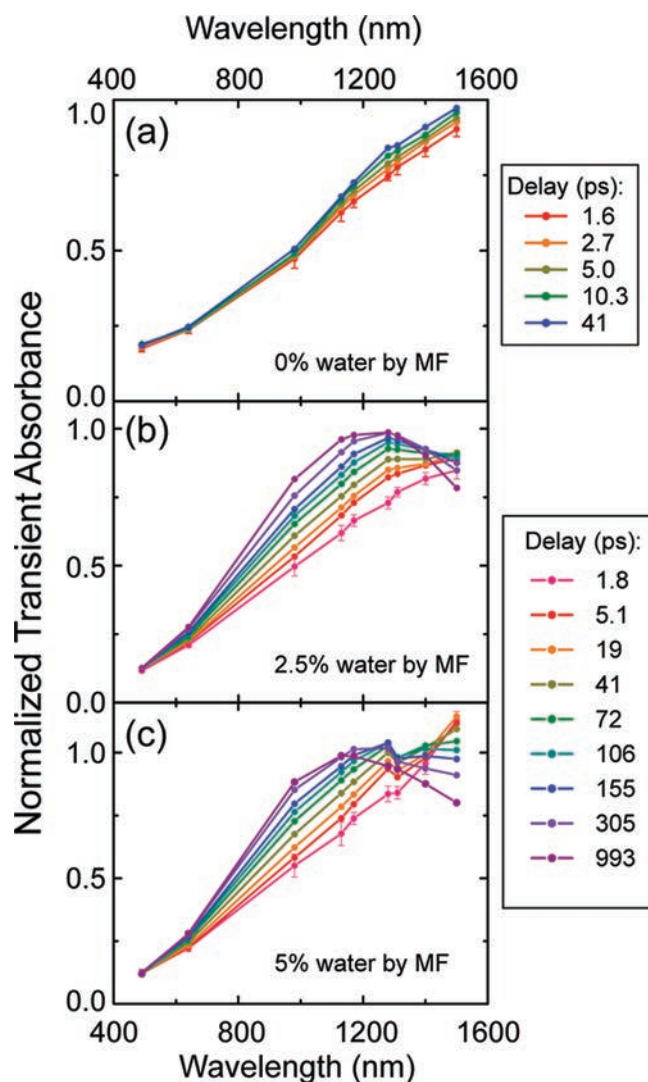 Wavelength (nm)
400 800 1200 1600
(a)
1.0
0.5
0.0
0% water by MF
Delay (ps):
1.6
2.7
5.0
10.3
41
Normalized Transient Absorbance
(b)
1.0
0.5
0.0
2.5% water by MF
Delay (ps):
1.8
5.1
19
41
72
106
155
305
993
(c)
1.0
0.5
0.0
5% water by MF
400 800 1200 1600
Wavelength (nm)